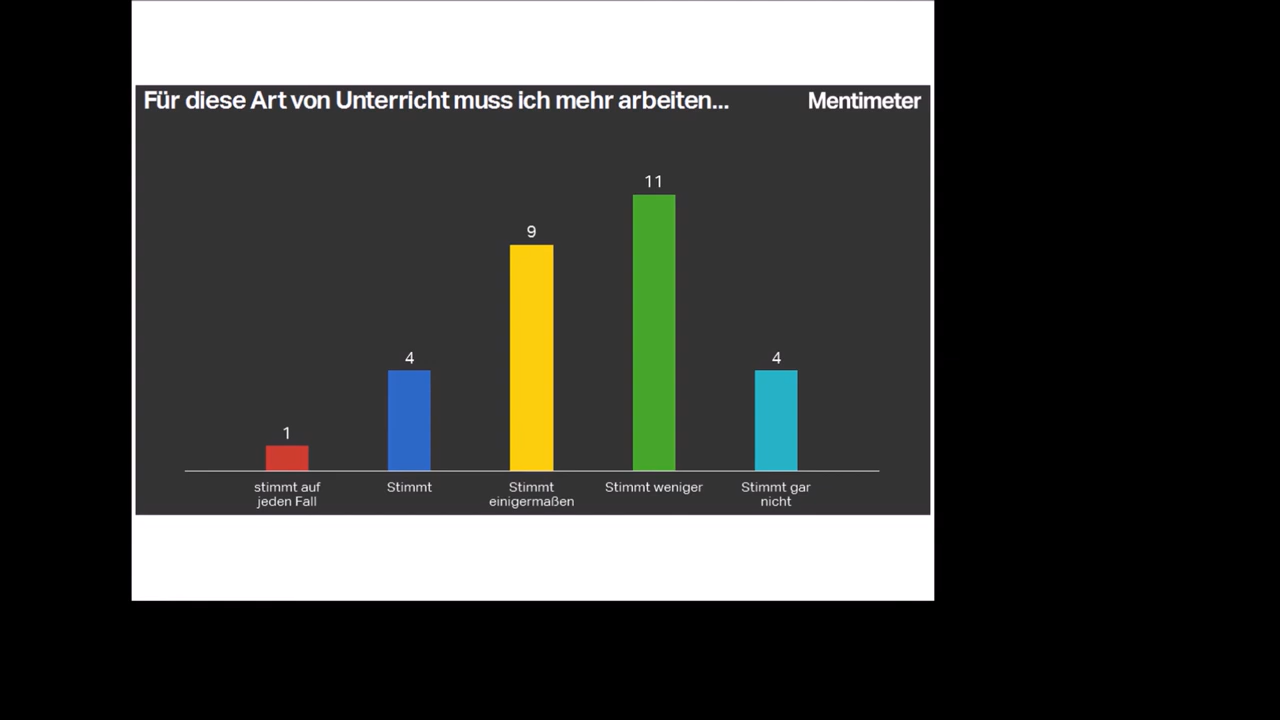 Für diese Art von Unterricht muss ich mehr arbeiten...
Mentimeter
11
9
4
4
1
stimmt auf
jeden Fall
Stimmt
Stimmt
einigermaßen
Stimmt weniger
Stimmt gar
nicht